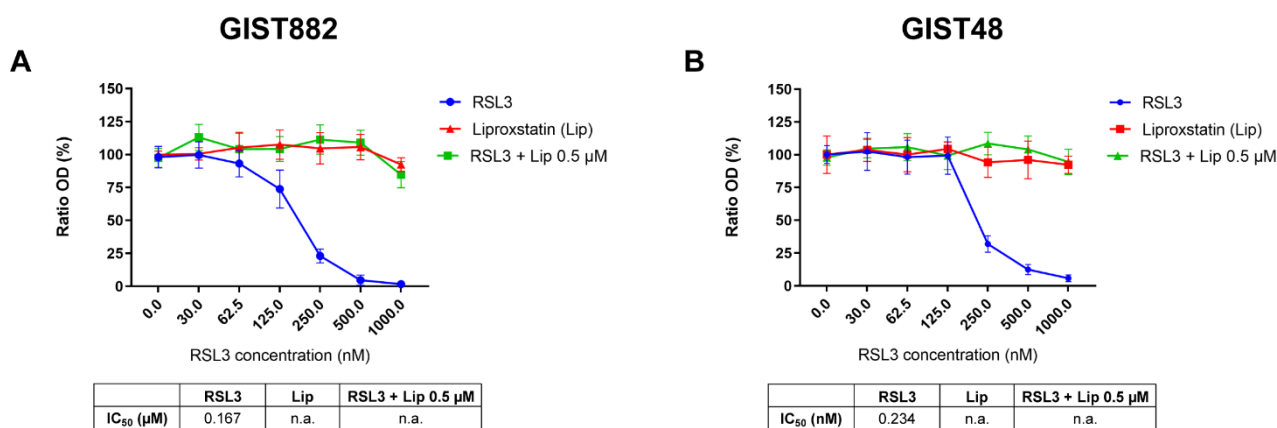 GIST882
GIST48
A
B
125
100
75
50
25
0
Ratio OD (%)
0.0
30.0
62.5
125.0
250.0
500.0
1000.0
RSL3 concentration (nM)
RSL3
Liproxstatin (Lip)
RSL3 + Lip 0.5 µM
150
125
100
75
50
25
0
Ratio OD (%)
0.0
30.0
62.5
125.0
250.0
500.0
1000.0
RSL3 concentration (nM)
RSL3
Liproxstatin (Lip)
RSL3 + Lip 0.5 µM
RSL3 Lip RSL3 + Lip 0.5 µM
IC50 (µM) 0.167 n.a. n.a.
RSL3 Lip RSL3 + Lip 0.5 µM
IC50 (nM) 0.234 n.a. n.a.